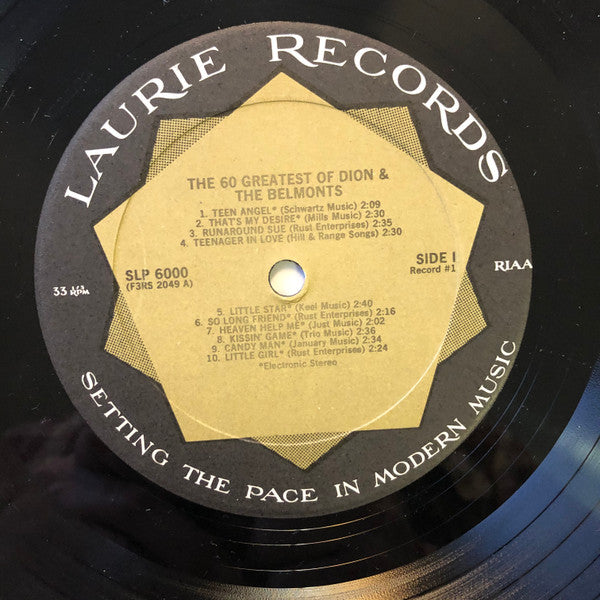 LAURIE RECORDS
THE 60 GREATEST OF DION &
THE BELMONTS
1. TEEN ANGEL* (Schwartz Music) 2:09
2. THAT'S MY DESIRE* (Mills Music) 2:30
3. RUNAROUND SUE (Rust Enterprises) 2:35
4. TEENAGER IN LOVE (Hill & Range Songs) 2:30
SLP 6000
(F3RS 2049 A)
SIDE I
Record #1
33 1/3 RPM
RIAA
5. LITTLE STAR* (Keel Music) 2:40
6. SO LONG FRIEND* (Rust Enterprises) 2:16
7. HEAVEN HELP ME* (Just Music) 2:02
8. KISSIN' GAME* (Trio Music) 2:36
9. CANDY MAN* (January Music) 2:34
10. LITTLE GIRL* (Rust Enterprises) 2:24
*Electronic Stereo
SETTING THE PACE IN MODERN MUSIC